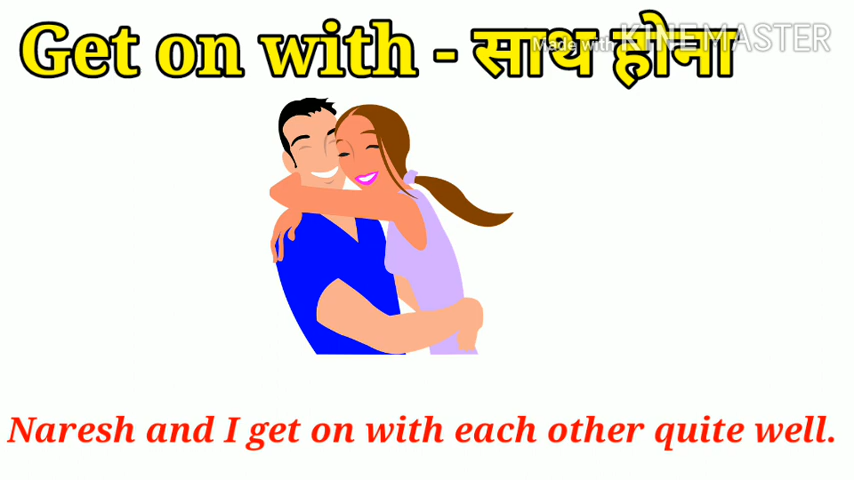 Get on with - साथ होना
Made with KINEMASTER
Naresh and I get on with each other quite well.